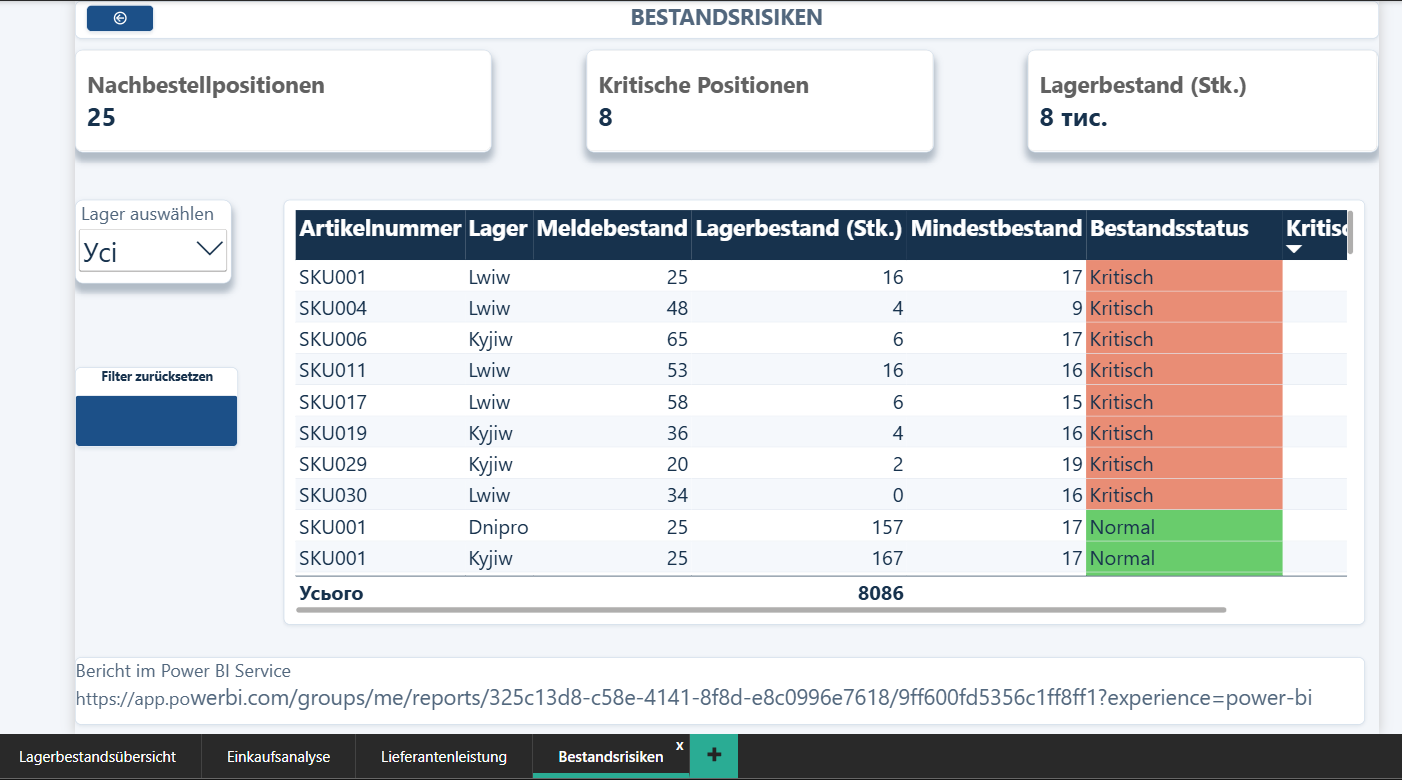 BESTANDSRISIKEN
Nachbestellpositionen
25
Kritische Positionen
8
Lagerbestand (Stk.)
8 тис.
Lager auswählen
Усі
Filter zurücksetzen
Artikelnummer Lager Meldebestand Lagerbestand (Stk.) Mindestbestand Bestandsstatus
SKU001 Lwiw 25 16 17 Kritisch
SKU004 Lwiw 48 4 9 Kritisch
SKU006 Kyjiw 65 6 17 Kritisch
SKU011 Lwiw 53 16 16 Kritisch
SKU017 Lwiw 58 6 15 Kritisch
SKU019 Kyjiw 36 4 16 Kritisch
SKU029 Kyjiw 20 2 19 Kritisch
SKU030 Lwiw 34 0 16 Kritisch
SKU001 Dnipro 25 157 17 Normal
SKU001 Kyjiw 25 167 17 Normal
Усього 8086
Bericht im Power BI Service
https://app.powerbi.com/groups/me/reports/325c13d8-c58e-4141-8f8d-e8c0996e7618/9ff600fd5356c1ff8ff1?experience=power-bi
Lagerbestandsübersicht Einkaufsanalyse Lieferantenleistung Bestandsrisiken x +